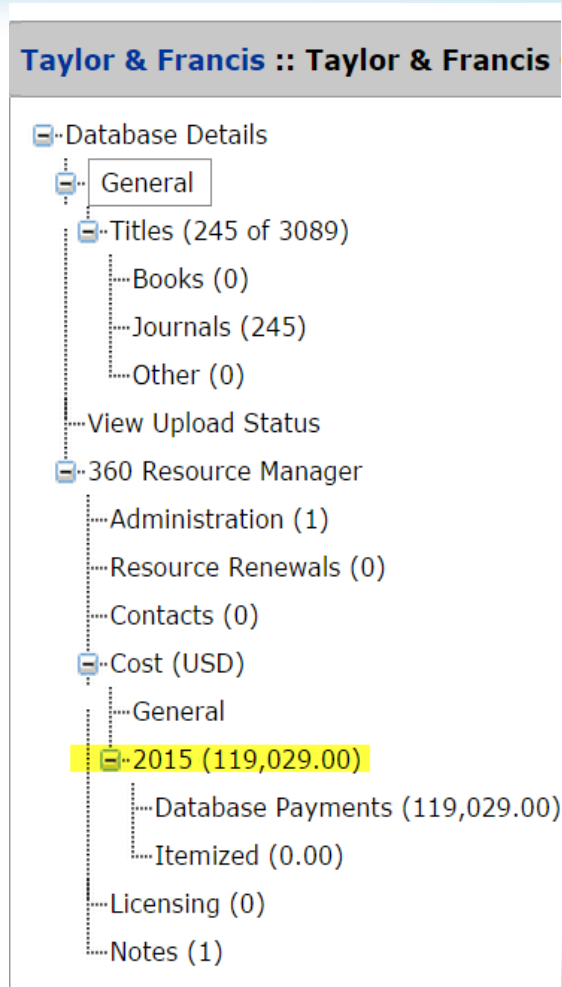 Taylor & Francis :: Taylor & Francis
Database Details
General
Titles (245 of 3089)
Books (0)
Journals (245)
Other (0)
View Upload Status
360 Resource Manager
Administration (1)
Resource Renewals (0)
Contacts (0)
Cost (USD)
General
2015 (119,029.00)
Database Payments (119,029.00)
Itemized (0.00)
Licensing (0)
Notes (1)